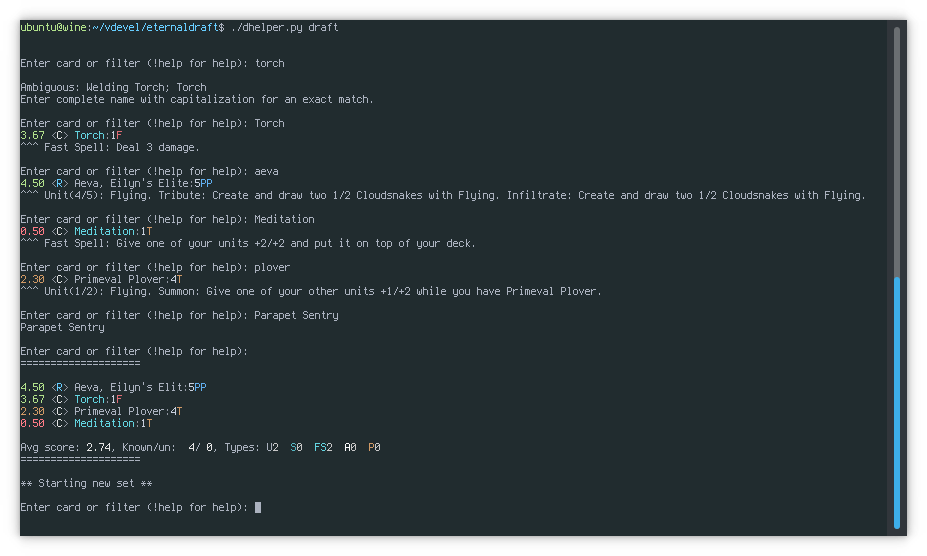 ubuntu@wine:~/vdevel/eternaldraft$ ./dhelper.py draft
Enter card or filter (!help for help): torch
Ambiguous: Welding Torch; Torch
Enter complete name with capitalization for an exact match.
Enter card or filter (!help for help): Torch
3.67 <C> Torch:1F
^^^ Fast Spell: Deal 3 damage.
Enter card or filter (!help for help): aeva
4.50 <R> Aeva, Eilyn's Elite:5PP
^^^ Unit(4/5): Flying. Tribute: Create and draw two 1/2 Cloudsnakes with Flying. Infiltrate: Create and draw two 1/2 Cloudsnakes with Flying.
Enter card or filter (!help for help): Meditation
0.50 <C> Meditation:1T
^^^ Fast Spell: Give one of your units +2/+2 and put it on top of your deck.
Enter card or filter (!help for help): plover
2.30 <C> Primeval Plover:4T
^^^ Unit(1/2): Flying. Summon: Give one of your other units +1/+2 while you have Primeval Plover.
Enter card or filter (!help for help): Parapet Sentry
Parapet Sentry
Enter card or filter (!help for help):
====================
4.50 <R> Aeva, Eilyn's Elit:5PP
3.67 <C> Torch:1F
2.30 <C> Primeval Plover:4T
0.50 <C> Meditation:1T
Avg score: 2.74, Known/un:  4/ 0, Types: U2  S0  FS2  A0  P0
====================
** Starting new set **
Enter card or filter (!help for help):